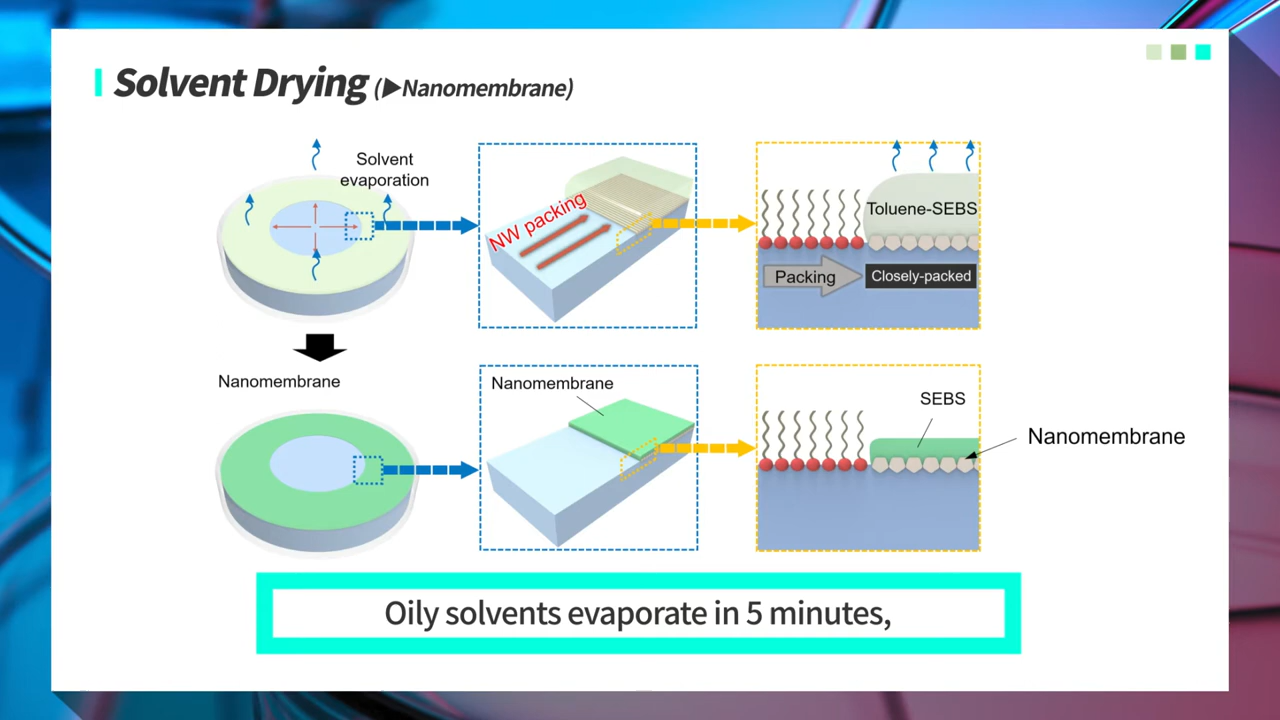 Solvent Drying (▶Nanomembrane)
Solvent
evaporation
NW packing
Toluene-SEBS
Packing
Closely-packed
Nanomembrane
Nanomembrane
SEBS
Nanomembrane
Oily solvents evaporate in 5 minutes,